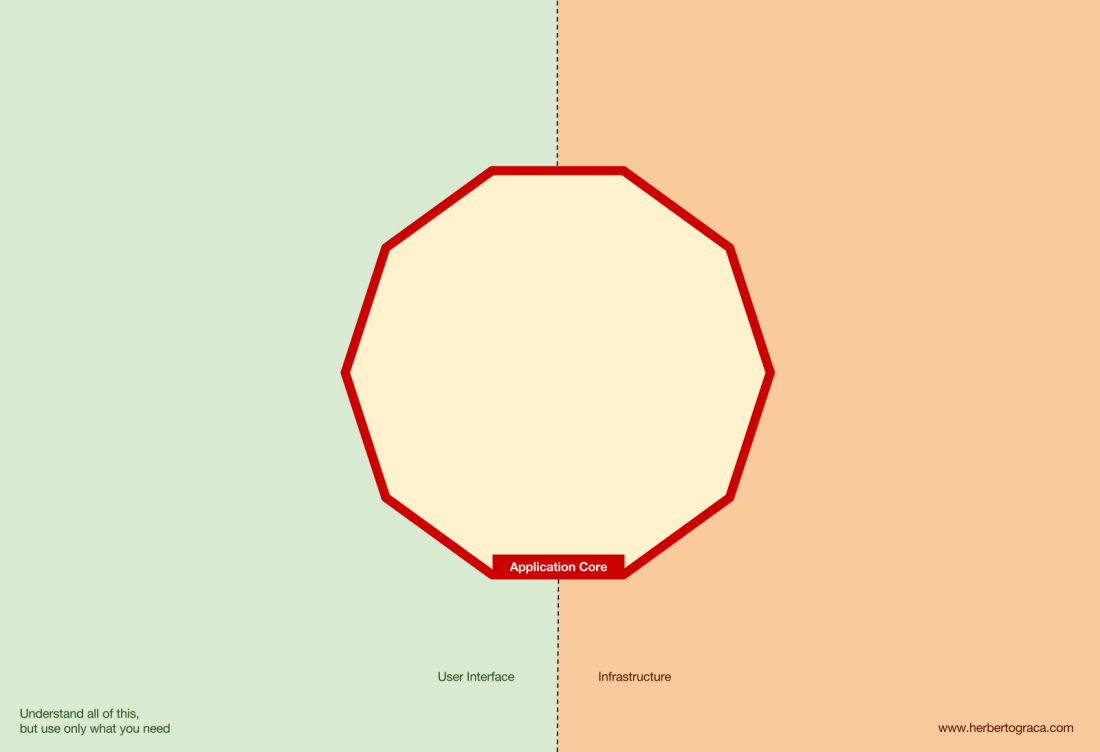 Application Core
User Interface
Infrastructure
Understand all of this,
but use only what you need
www.herbertograca.com